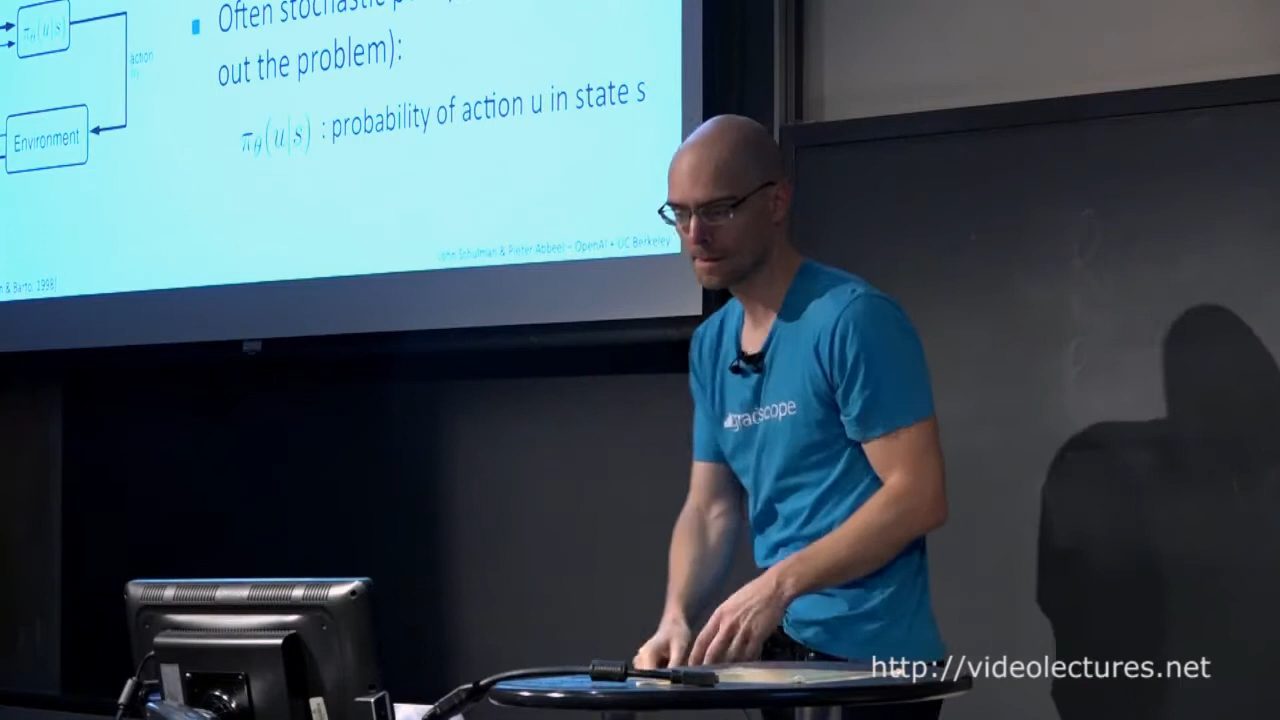 πθ(u|s)
action
Environment
Often stochastic
out the problem):
πθ(u|s) : probability of action u in state s
John Schulman & Pieter Abbeel – OpenAI + UC Berkeley
& Barto, 1998]
gradescope
http://videolectures.net